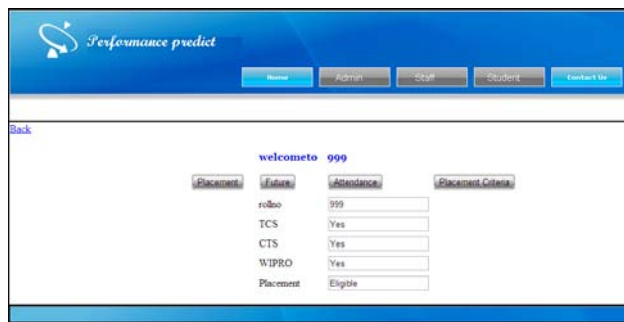 Performance predict
Home Admin Staff Student Contact Us
Back
welcometo 999
Placement Future Attendance Placement Criteria
rollno 999
TCS Yes
CTS Yes
WIPRO Yes
Placement Eligible